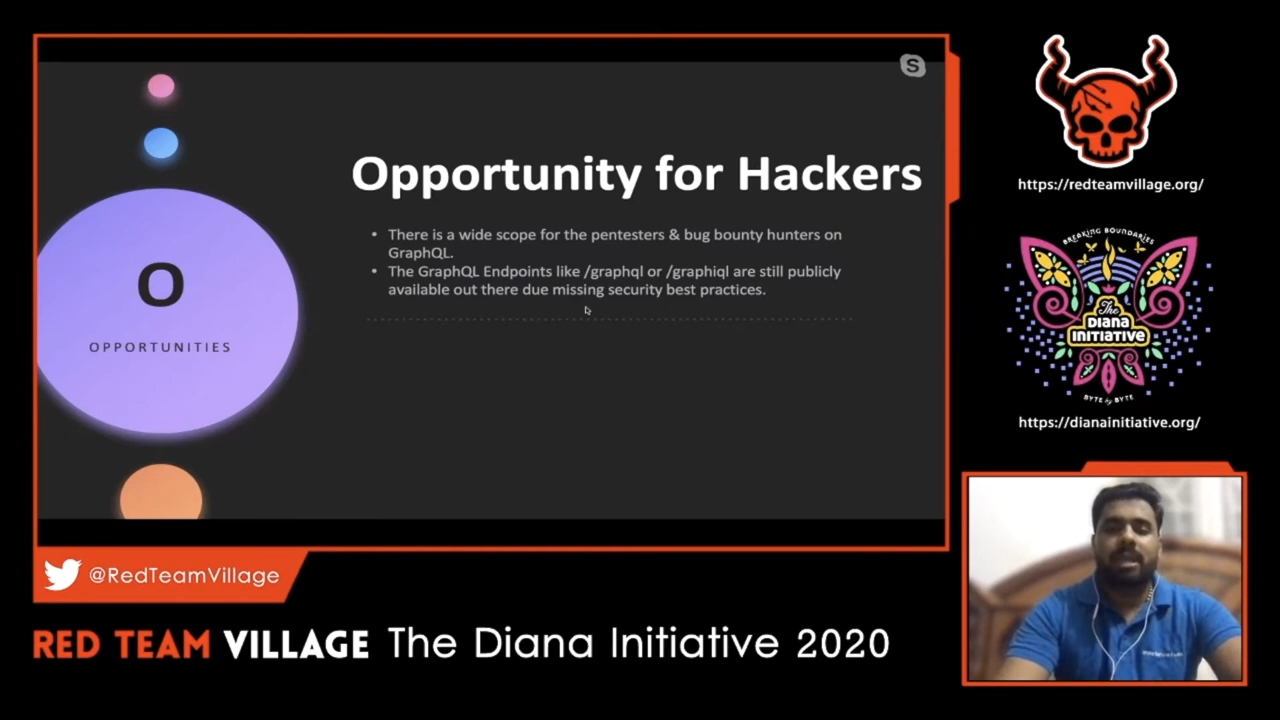 S
Opportunity for Hackers
• There is a wide scope for the pentesters & bug bounty hunters on
GraphQL.
• The GraphQL Endpoints like /graphql or /graphiql are still publicly
available out there due missing security best practices.
O
OPPORTUNITIES
https://redteamvillage.org/
BREAKING BOUNDARIES
The
DIANA
INITIATIVE
BYTE by BYTE
https://dianainitiative.org/
@RedTeamVillage
RED TEAM VILLAGE The Diana Initiative 2020